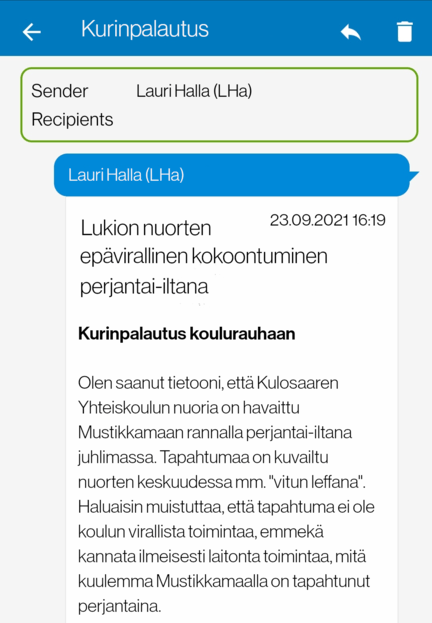 Kurinpalautus
Sender Lauri Halla (LHa)
Recipients
Lauri Halla (LHa)
Lukion nuorten 23.09.2021 16:19
epävirallinen kokoontuminen
perjantai-iltana
Kurinpalautus koulurauhaan
Olen saanut tietooni, että Kulosaaren
Yhteiskoulun nuoria on havaittu
Mustikkamaan rannalla perjantai-iltana
juhlimassa. Tapahtumaa on kuvailtu
nuorten keskuudessa mm. "vitun leffana".
Haluaisin muistuttaa, että tapahtuma ei ole
koulun virallista toimintaa, emmekä
kannata ilmeisesti laitonta toimintaa, mitä
kuulemma Mustikkamaalla on tapahtunut
perjantaina.